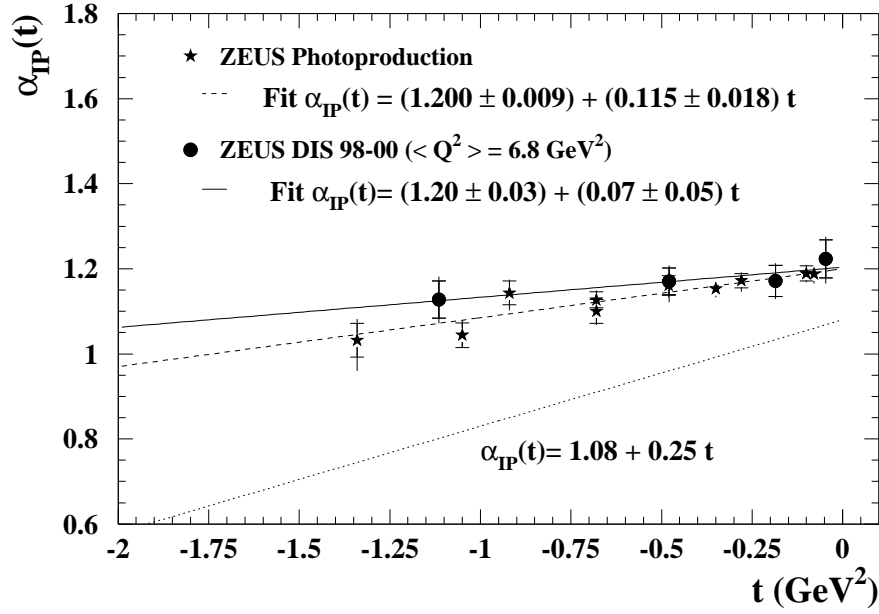 α_IP(t)
1.8
1.6
1.4
1.2
1
0.8
0.6
★ ZEUS Photoproduction
Fit α_IP(t) = (1.200 ± 0.009) + (0.115 ± 0.018) t
● ZEUS DIS 98-00 (< Q² > = 6.8 GeV²)
Fit α_IP(t)= (1.20 ± 0.03) + (0.07 ± 0.05) t
α_IP(t)= 1.08 + 0.25 t
-2 -1.75 -1.5 -1.25 -1 -0.75 -0.5 -0.25 0
t (GeV²)